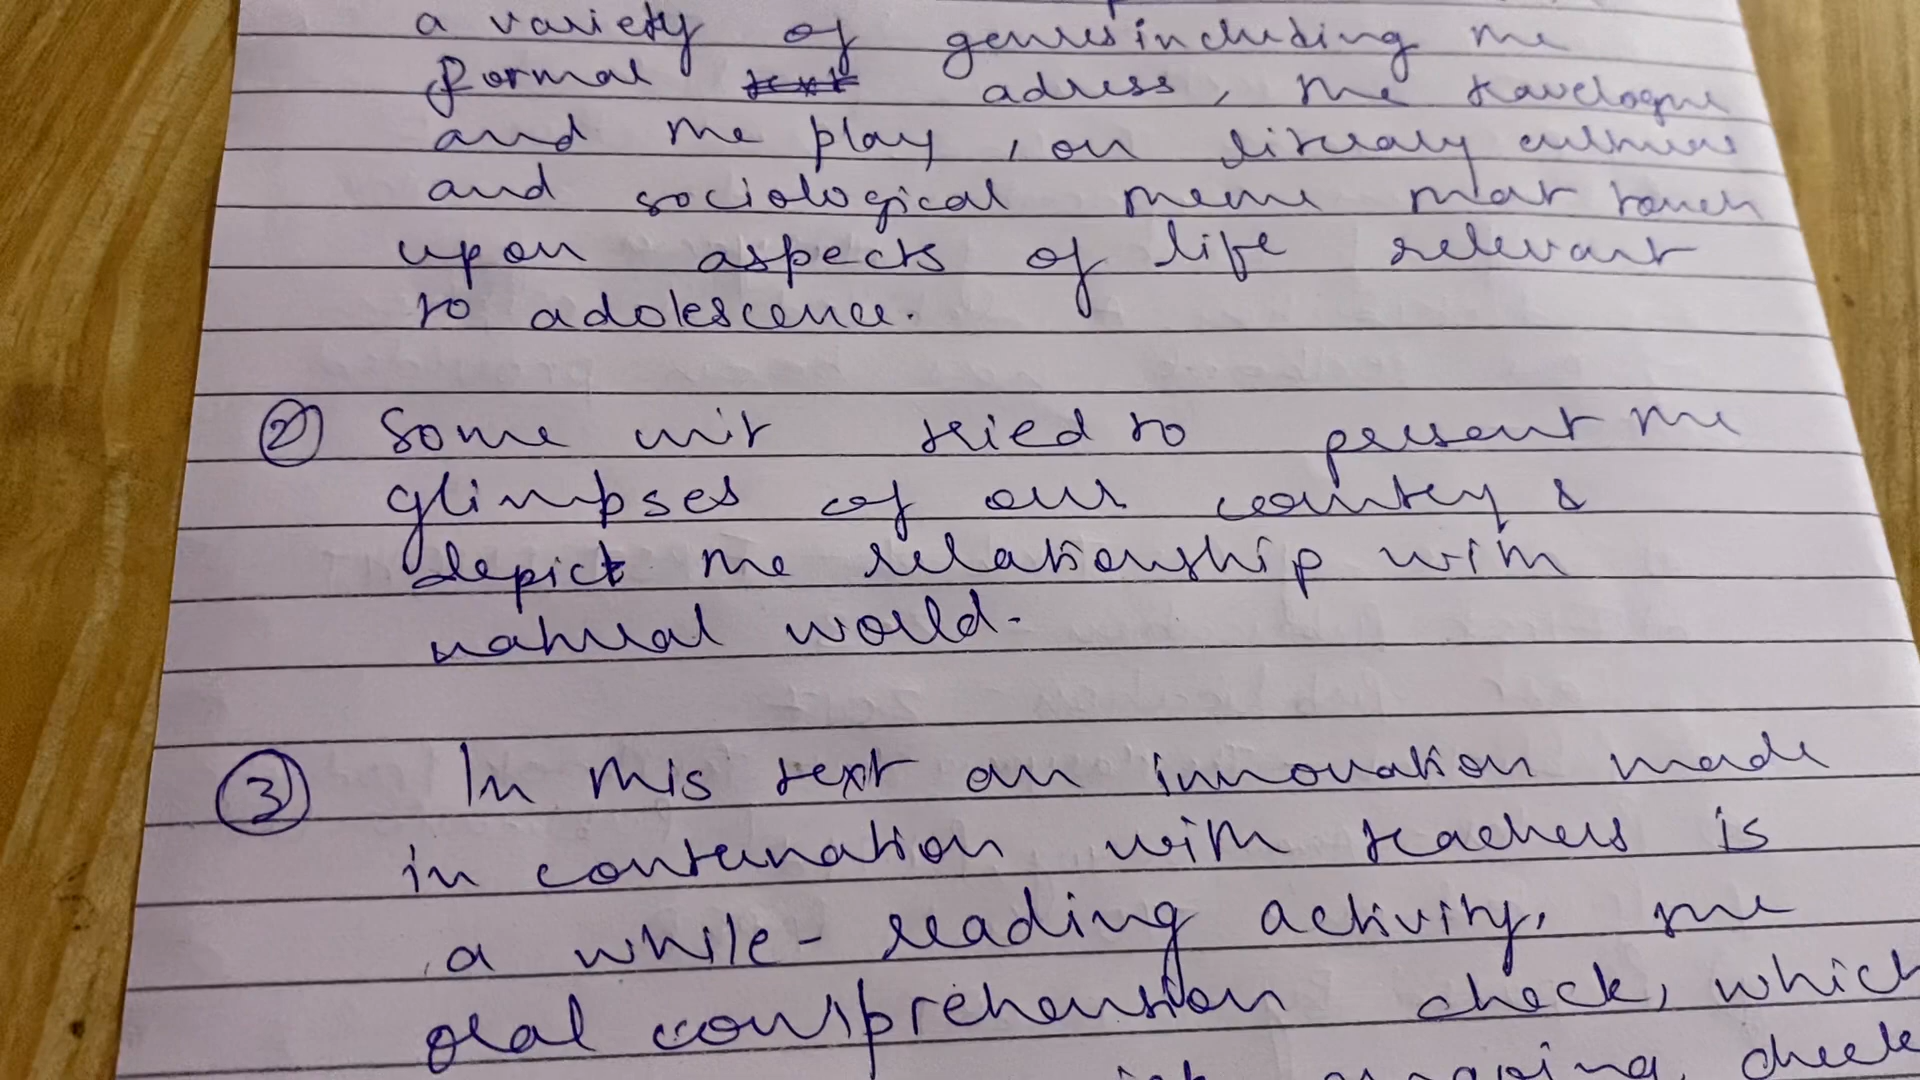 a variety of genres including the
formal text adress, the travelogue
and the play, on literary cultural
and sociological theme that touch
upon aspects of life relevant
to adolescence.
② Some unit tried to present the
glimpses of our country &
depict the relationship with
natural world.
③ In this text an innovation made
in with teachers is
a while-reading activity, the
oral comprehension check, which
ongoing check